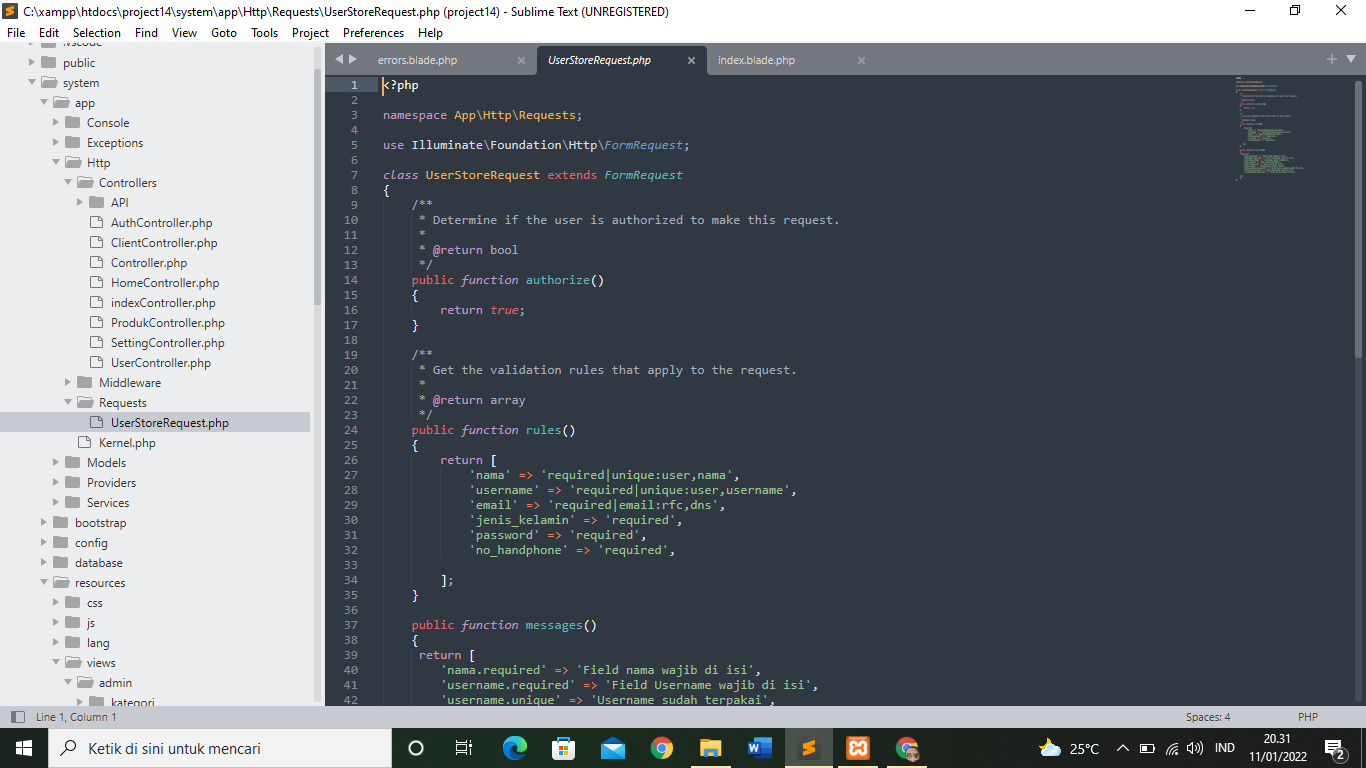 C:\xampp\htdocs\project14\system\app\Http\Requests\UserStoreRequest.php (project14) - Sublime Text (UNREGISTERED)
File Edit Selection Find View Goto Tools Project Preferences Help
.vscode
public
system
app
Console
Exceptions
Http
Controllers
API
AuthController.php
ClientController.php
Controller.php
HomeController.php
indexController.php
ProdukController.php
SettingController.php
UserController.php
Middleware
Requests
UserStoreRequest.php
Kernel.php
Models
Providers
Services
bootstrap
config
database
resources
css
js
lang
views
admin
kategori
errors.blade.php UserStoreRequest.php index.blade.php
1 <?php
2
3 namespace App\Http\Requests;
4
5 use Illuminate\Foundation\Http\FormRequest;
6
7 class UserStoreRequest extends FormRequest
8 {
9 /**
10 * Determine if the user is authorized to make this request.
11 *
12 * @return bool
13 */
14 public function authorize()
15 {
16 return true;
17 }
18
19 /**
20 * Get the validation rules that apply to the request.
21 *
22 * @return array
23 */
24 public function rules()
25 {
26 return [
27 'nama' => 'required|unique:user,nama',
28 'username' => 'required|unique:user,username',
29 'email' => 'required|email:rfc,dns',
30 'jenis_kelamin' => 'required',
31 'password' => 'required',
32 'no_handphone' => 'required',
33
34 ];
35 }
36
37 public function messages()
38 {
39 return [
40 'nama.required' => 'Field nama wajib di isi',
41 'username.required' => 'Field Username wajib di isi',
42 'username.unique' => 'Username sudah terpakai',
Line 1, Column 1 Spaces: 4 PHP
Ketik di sini untuk mencari 25°C IND 20.31
11/01/2022 2